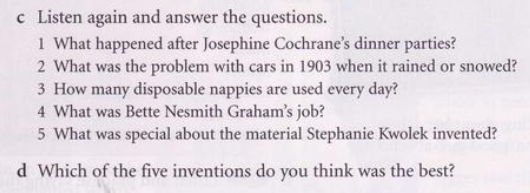 c Listen again and answer the questions.
1 What happened after Josephine Cochrane's dinner parties?
2 What was the problem with cars in 1903 when it rained or snowed?
3 How many disposable nappies are used every day?
4 What was Bette Nesmith Graham's job?
5 What was special about the material Stephanie Kwolek invented?
d Which of the five inventions do you think was the best?